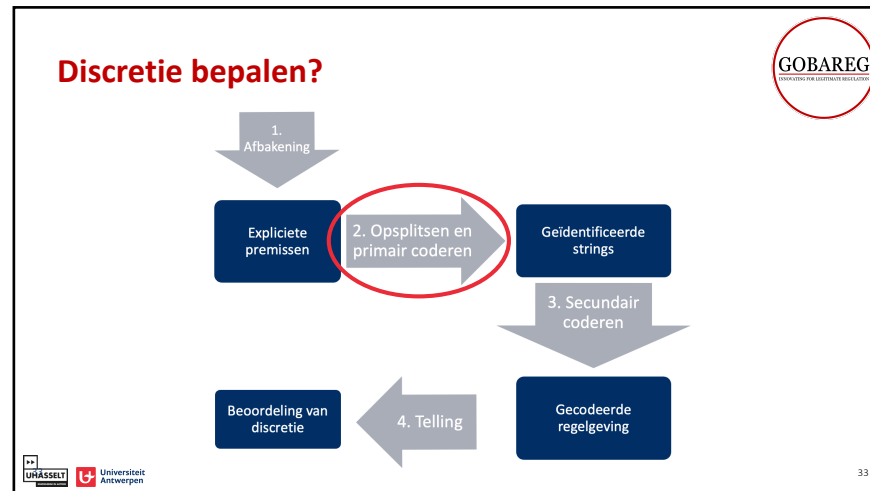 Discretie bepalen?
GOBAREG
INNOVATING FOR LEGITIMATE REGULATION
1.
Afbakening
Expliciete
premissen
2. Opsplitsen en
primair coderen
Geïdentificeerde
strings
3. Secundair
coderen
Gecodeerde
regelgeving
4. Telling
Beoordeling van
discretie
UHASSELT
Universiteit
Antwerpen
33